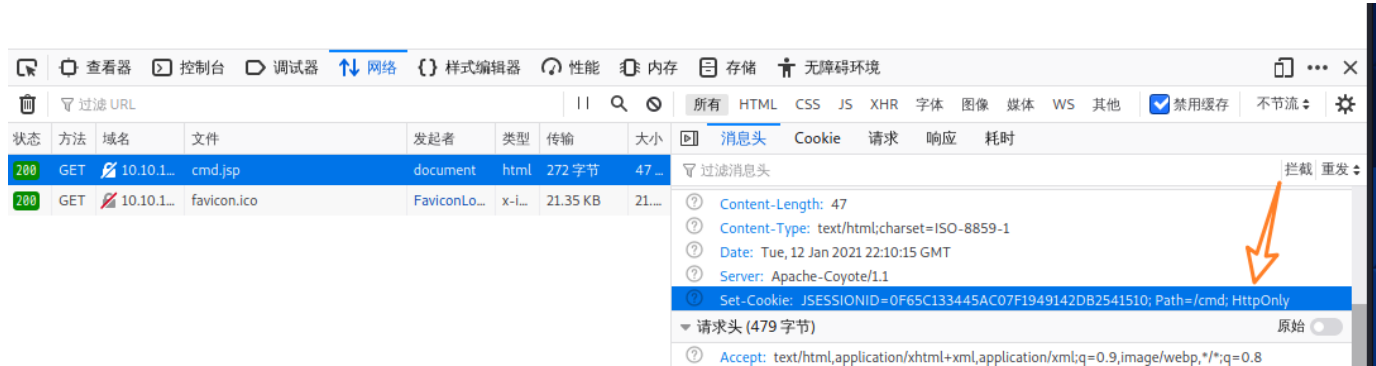 查看器 控制台 调试器 网络 样式编辑器 性能 内存 存储 无障碍环境
过滤 URL 所有 HTML CSS JS XHR 字体 图像 媒体 WS 其他 禁用缓存 不节流
状态 方法 域名 文件 发起者 类型 传输 大小 消息头 Cookie 请求 响应 耗时
200 GET 10.10.1... cmd.jsp document html 272 字节 47 ...
过滤消息头 拦截 重发
200 GET 10.10.1... favicon.ico FaviconLo... x-i... 21.35 KB 21....
Content-Length: 47
Content-Type: text/html;charset=ISO-8859-1
Date: Tue, 12 Jan 2021 22:10:15 GMT
Server: Apache-Coyote/1.1
Set-Cookie: JSESSIONID=0F65C133445AC07F1949142DB2541510; Path=/cmd; HttpOnly
请求头 (479 字节) 原始
Accept: text/html,application/xhtml+xml,application/xml;q=0.9,image/webp,*/*;q=0.8